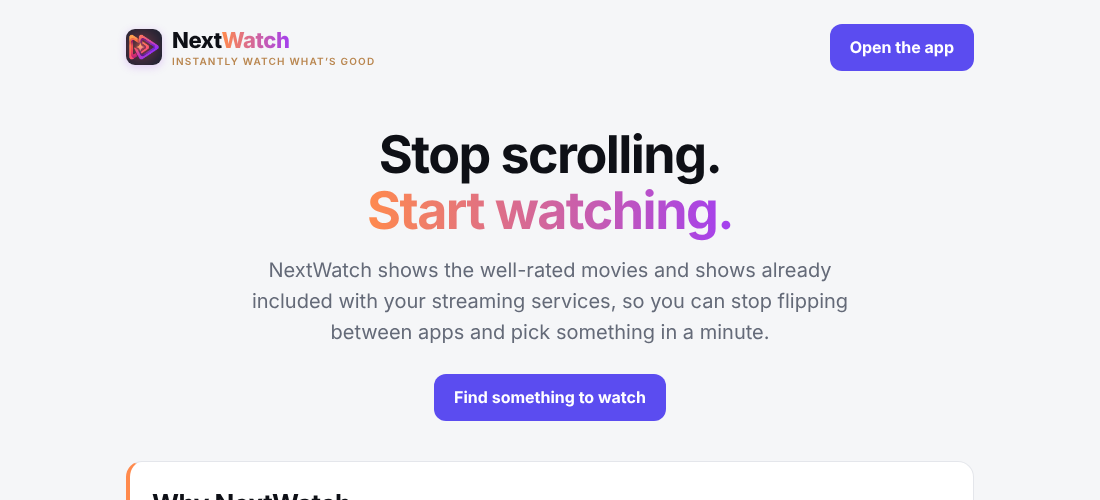 NextWatch
INSTANTLY WATCH WHAT'S GOOD
Open the app
Stop scrolling.
Start watching.
NextWatch shows the well-rated movies and shows already
included with your streaming services, so you can stop flipping
between apps and pick something in a minute.
Find something to watch
Why NextWatch